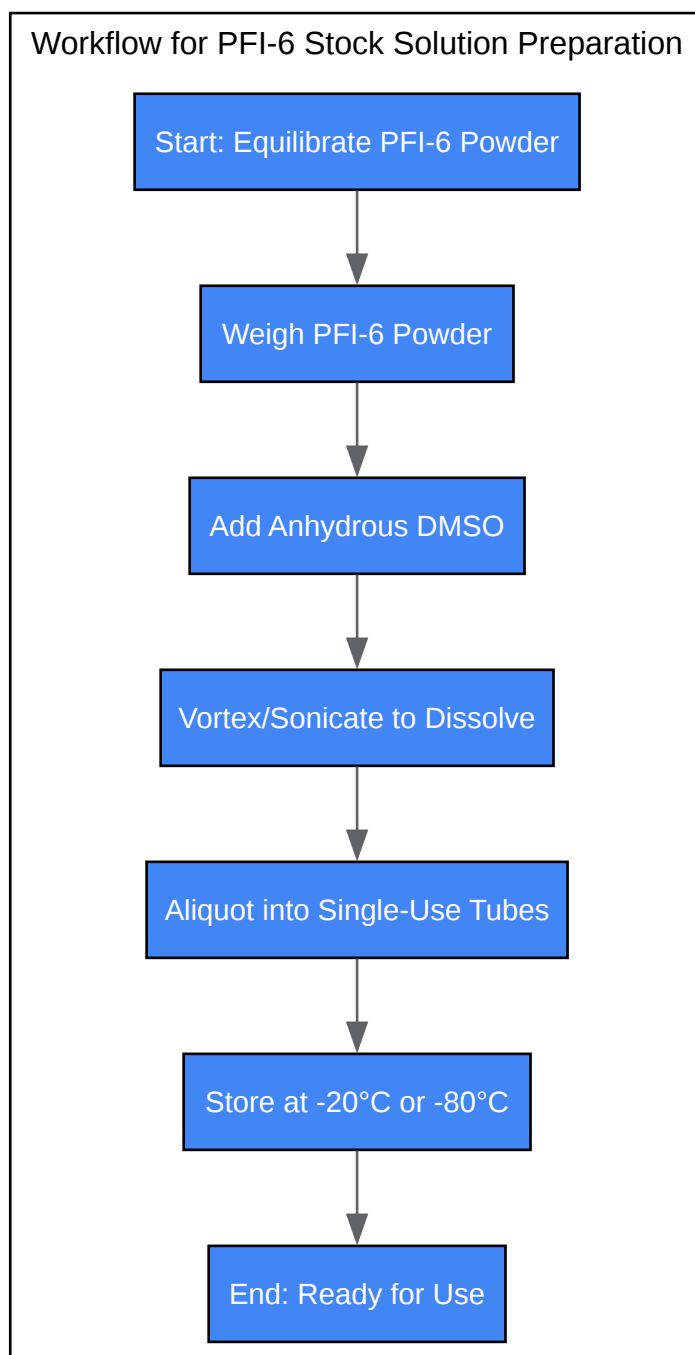 Workflow for PFI-6 Stock Solution Preparation
Start: Equilibrate PFI-6 Powder
Weigh PFI-6 Powder
Add Anhydrous DMSO
Vortex/Sonicate to Dissolve
Aliquot into Single-Use Tubes
Store at -20°C or -80°C
End: Ready for Use